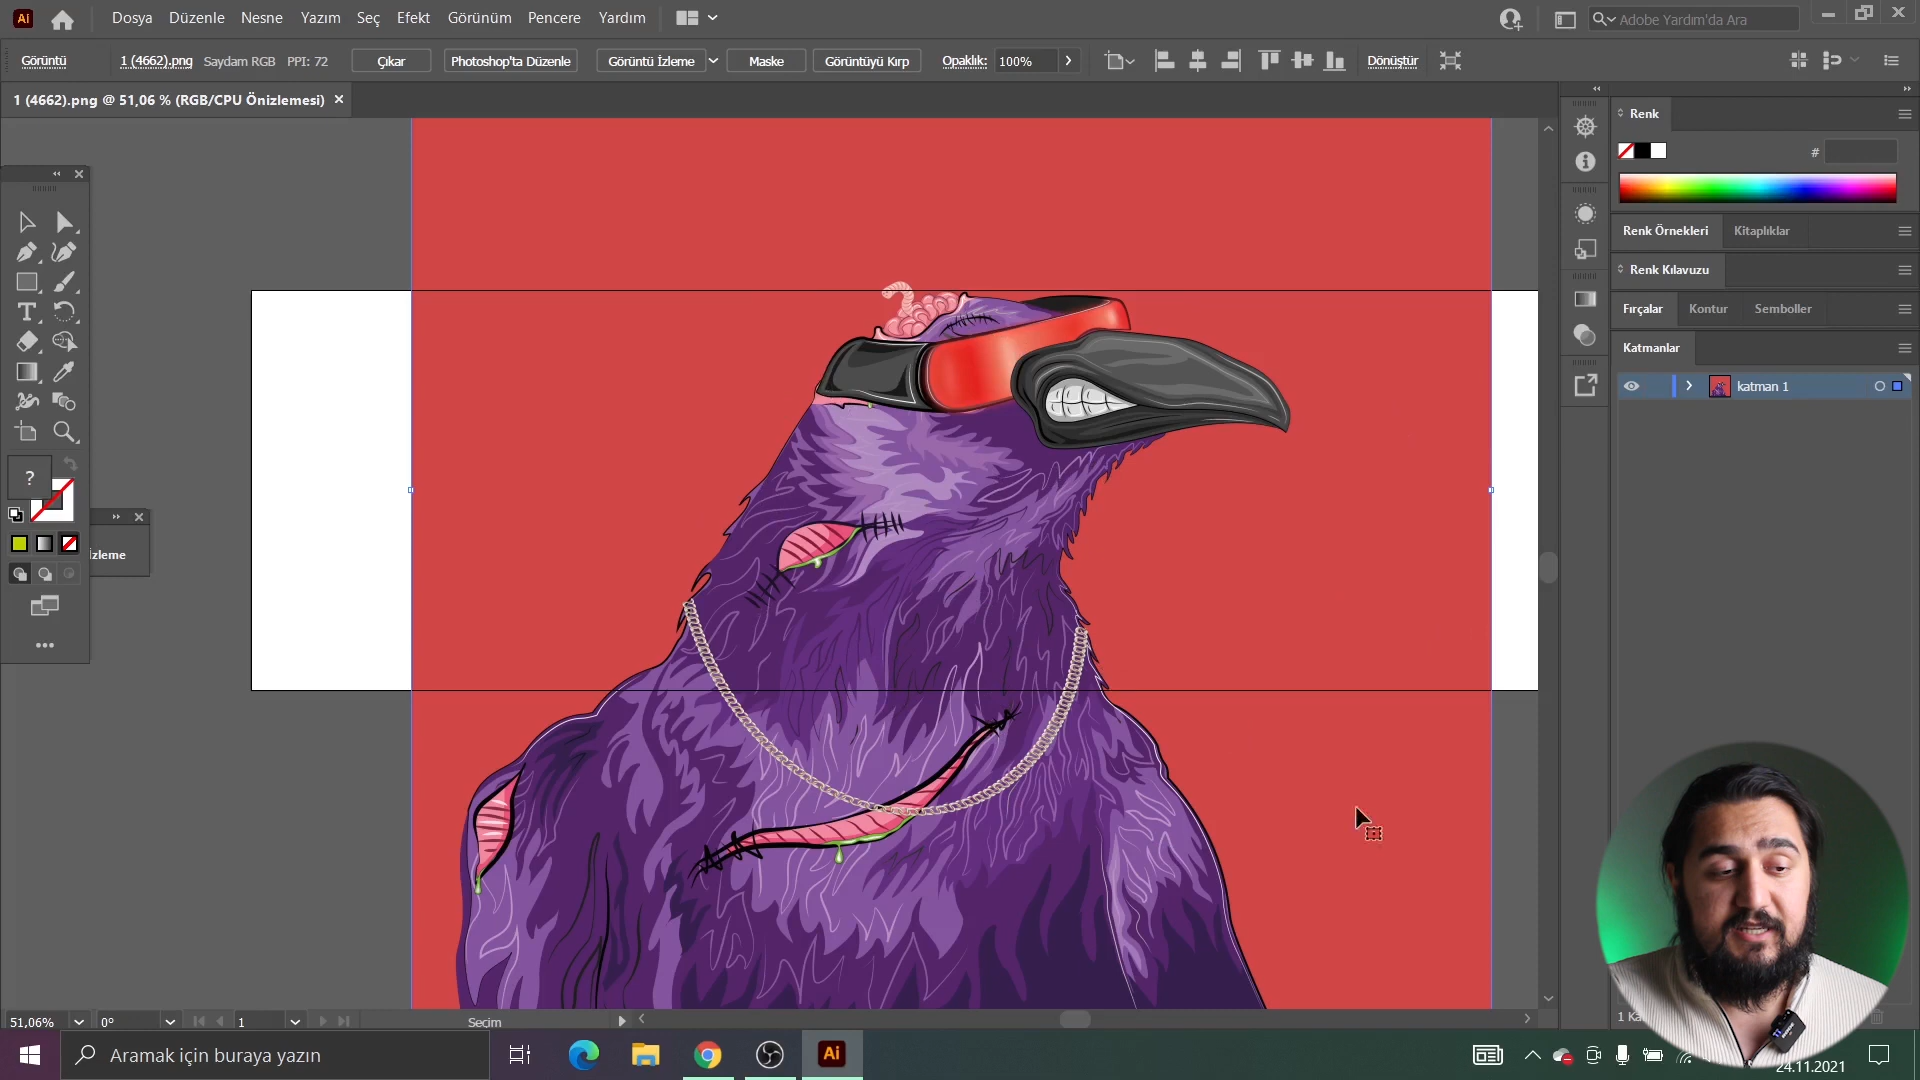 Ai
Dosya Düzenle Nesne Yazım Seç Efekt Görünüm Pencere Yardım
Adobe Yardım'da Ara
Görüntü 1 (4662).png Saydam RGB PPI: 72 Çıkar Photoshop'ta Düzenle Görüntü İzleme Maske Görüntüyü Kırp Opaklık: 100% Dönüştür
1 (4662).png @ 51,06 % (RGB/CPU Önizlemesi)
Renk
#
Renk Örnekleri Kitaplıklar
Renk Kılavuzu
Fırçalar Kontur Semboller
Katmanlar
katman 1
?
İzleme
51,06% 0° 1 Seçim
Aramak için buraya yazın
Ai
24.11.2021